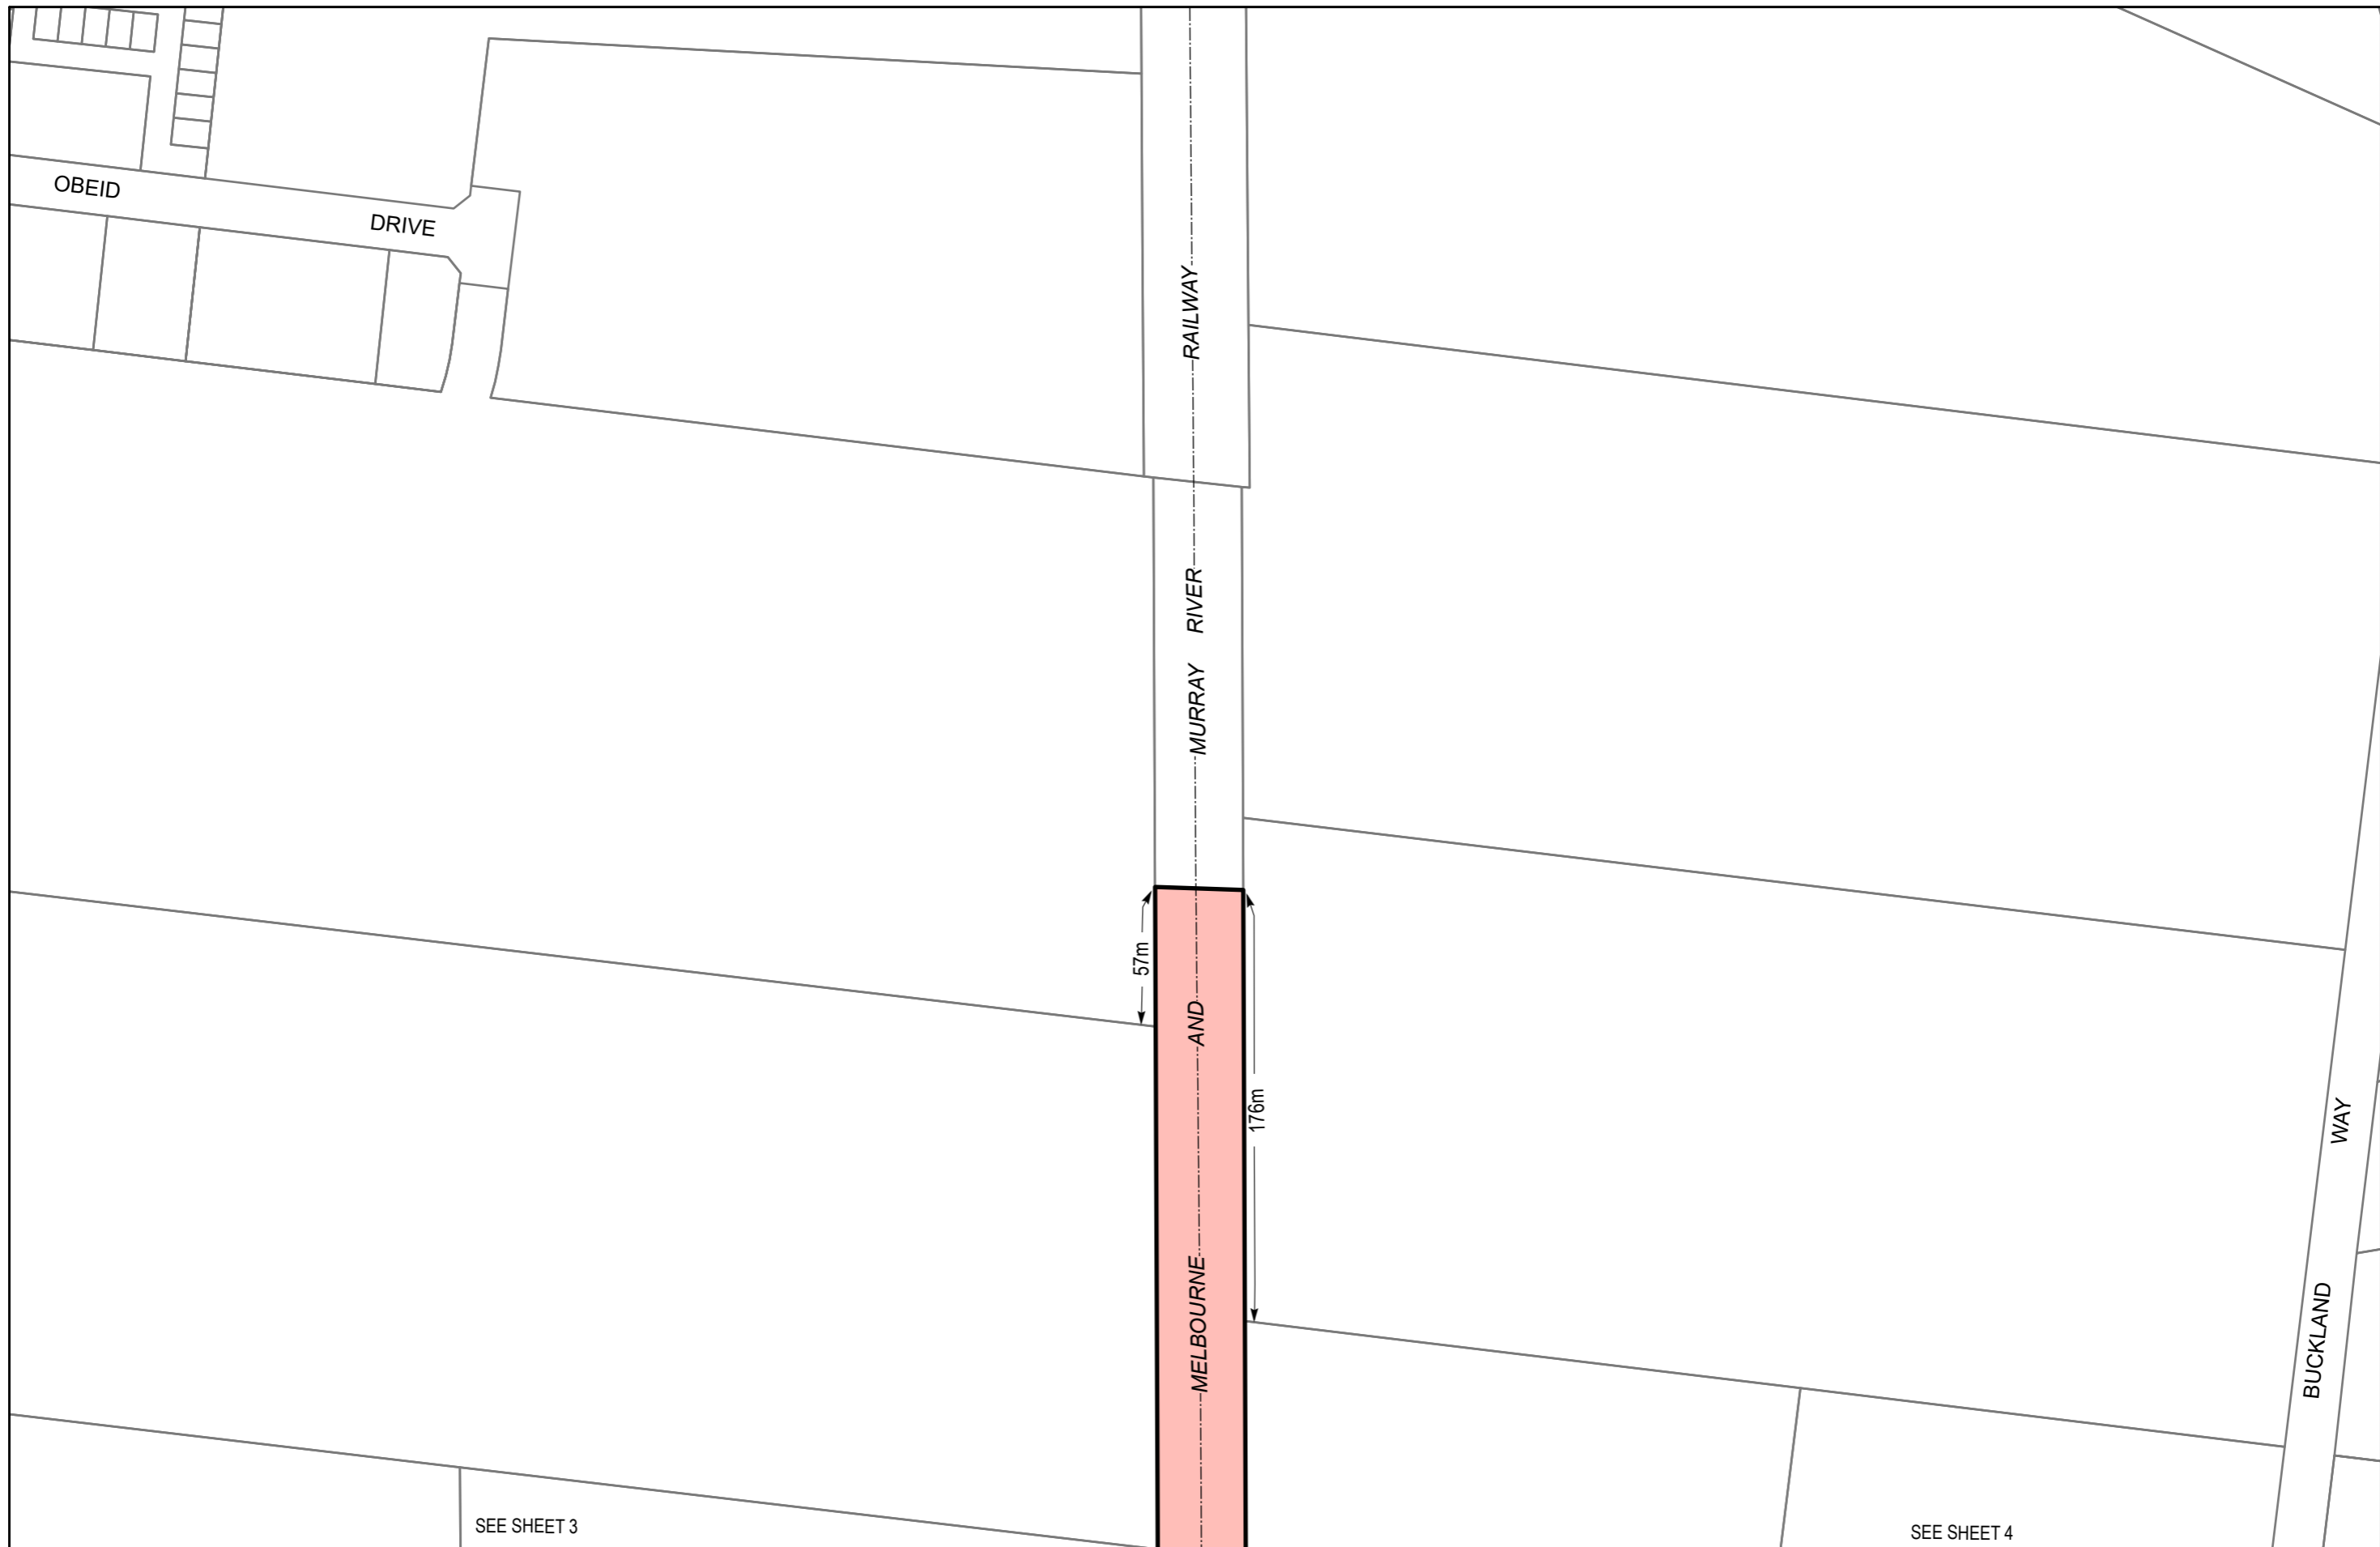 OBEID DRIVE
MELBOURNE AND MURRAY RIVER RAILWAY
57m
176m
BUCKLAND WAY
SEE SHEET 3
SEE SHEET 4